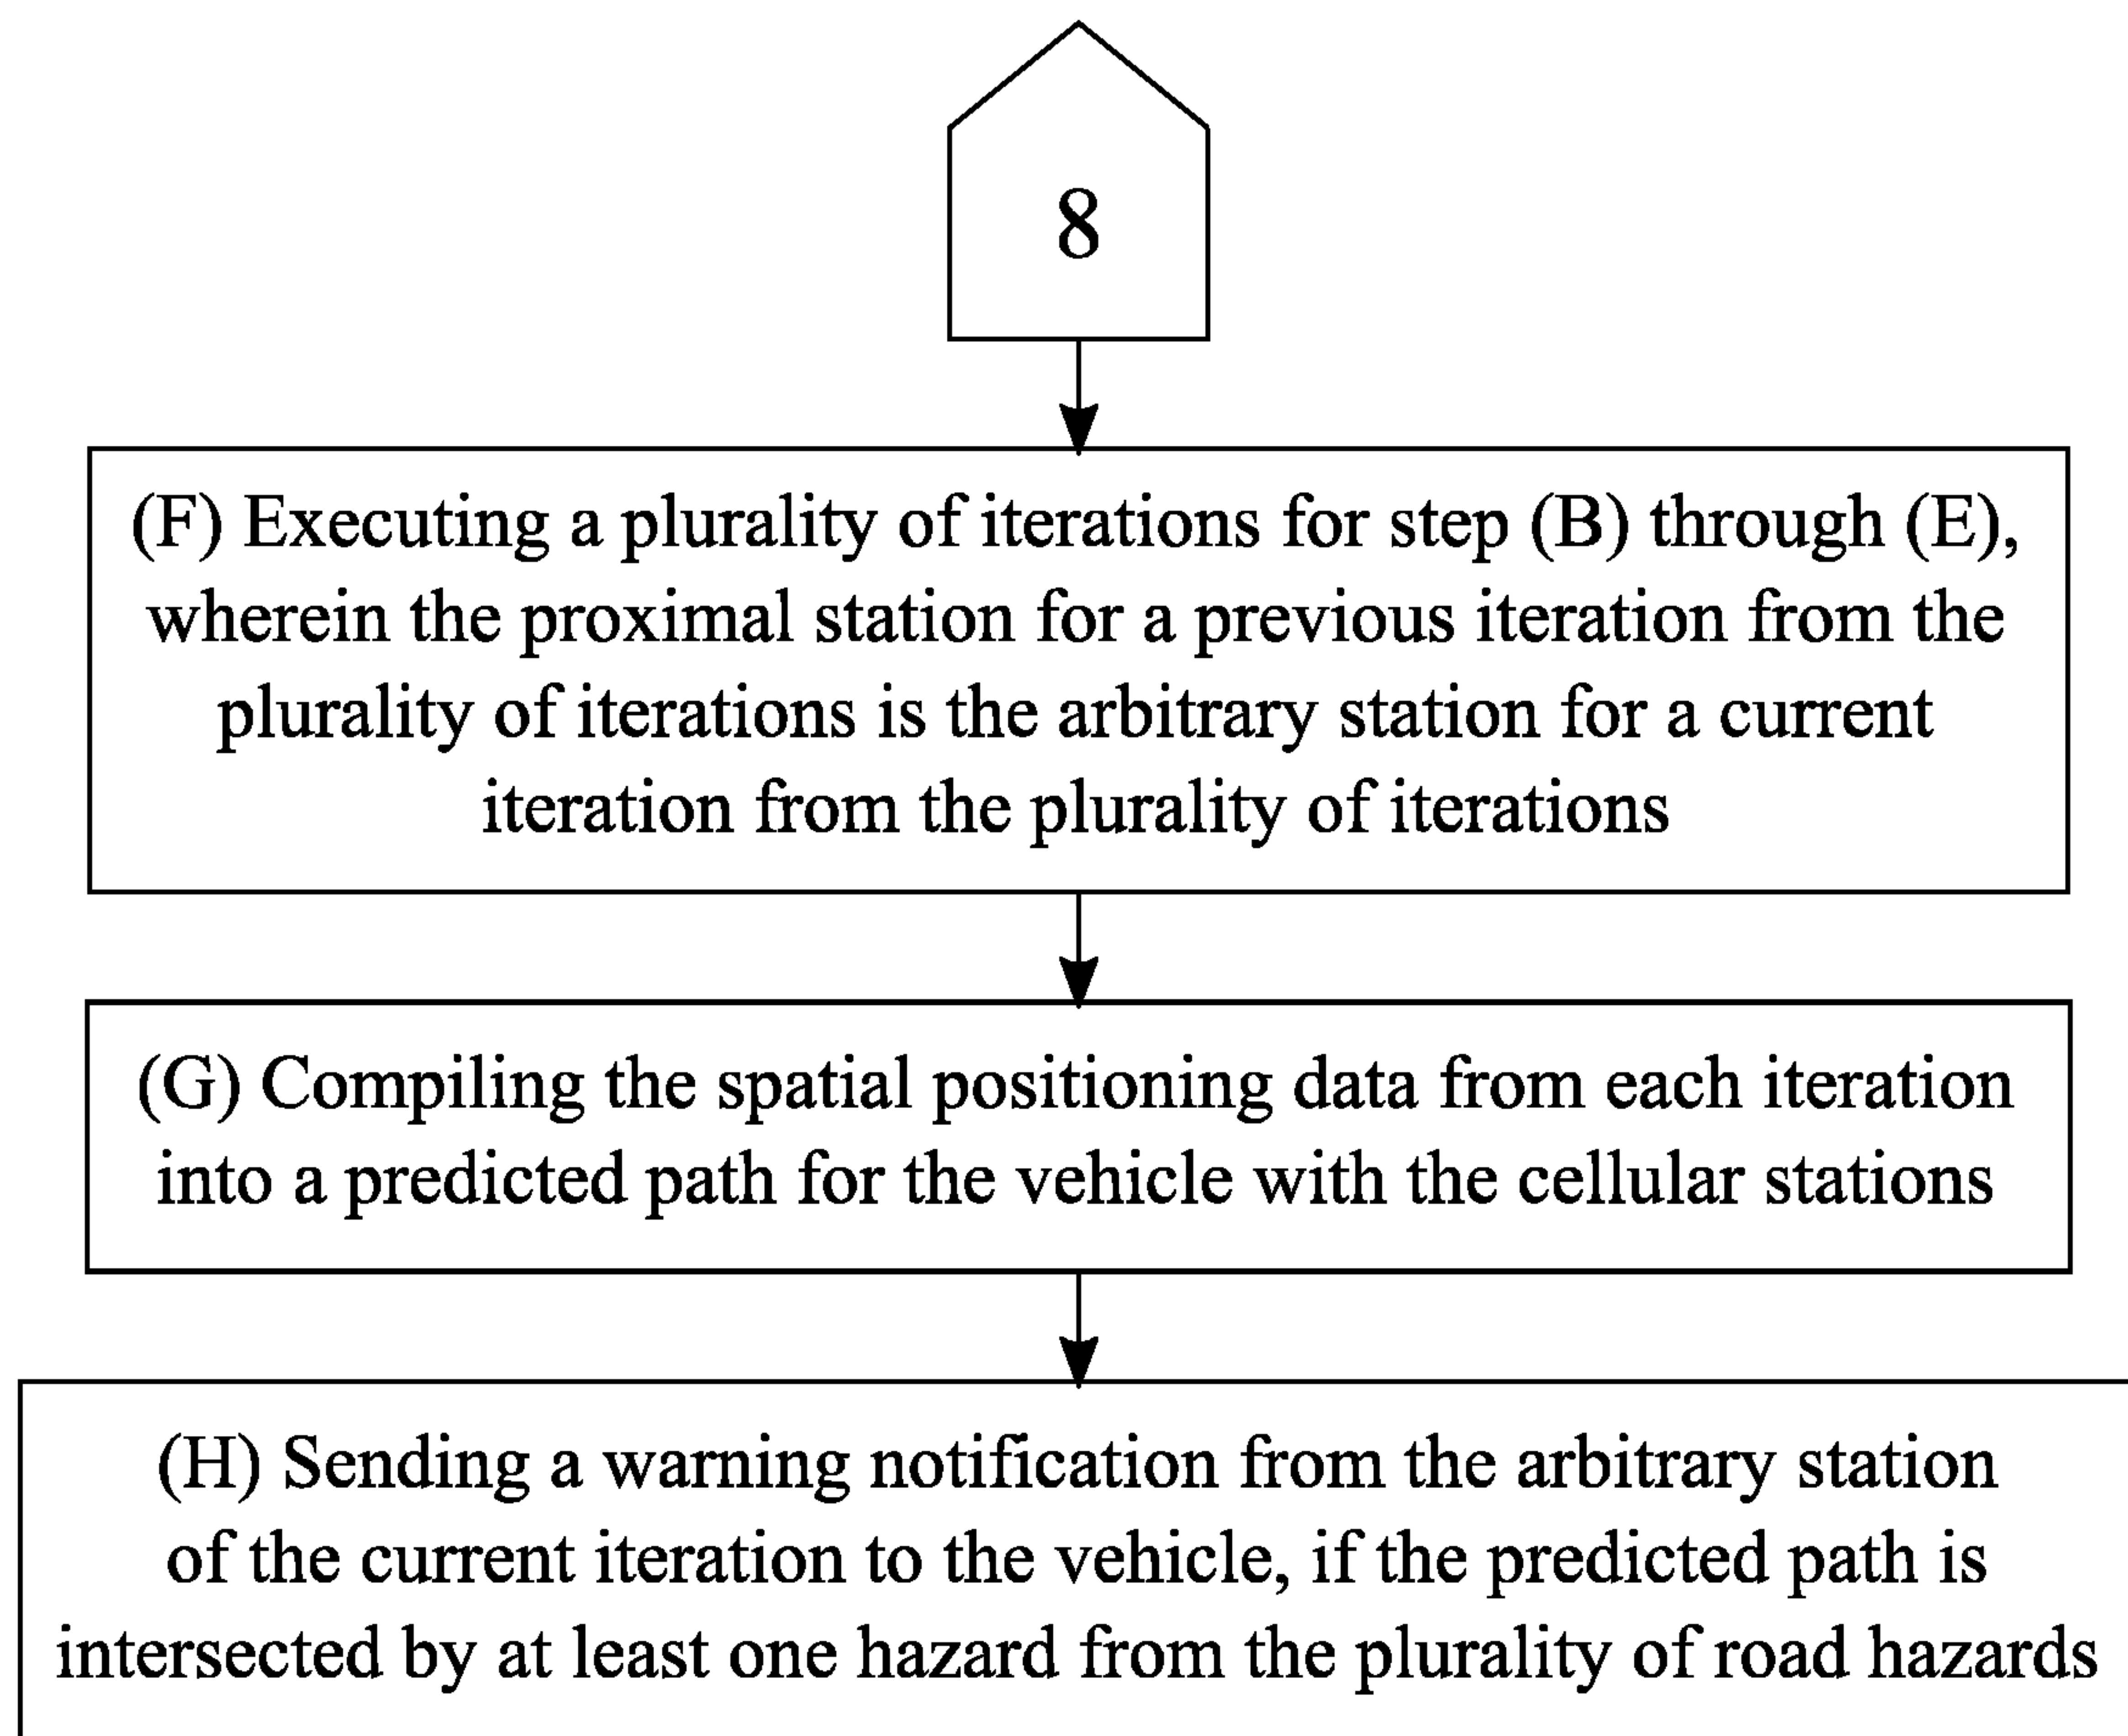 8
(F) Executing a plurality of iterations for step (B) through (E),
wherein the proximal station for a previous iteration from the
plurality of iterations is the arbitrary station for a current
iteration from the plurality of iterations
(G) Compiling the spatial positioning data from each iteration
into a predicted path for the vehicle with the cellular stations
(H) Sending a warning notification from the arbitrary station
of the current iteration to the vehicle, if the predicted path is
intersected by at least one hazard from the plurality of road hazards